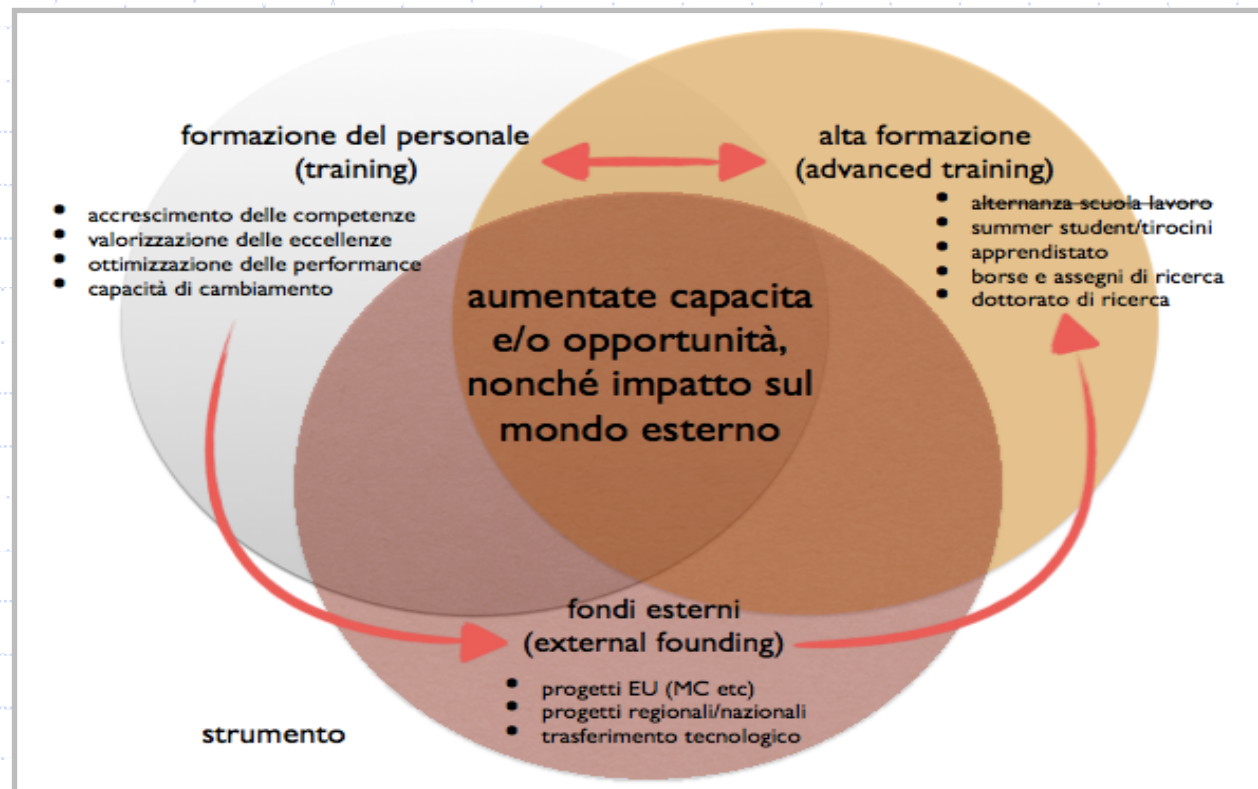 formazione del personale
(training)
• accrescimento delle competenze
• valorizzazione delle eccellenze
• ottimizzazione delle performance
• capacità di cambiamento
alta formazione
(advanced training)
• alternanza scuola lavoro
• summer student/tirocini
• apprendistato
• borse e assegni di ricerca
• dottorato di ricerca
aumentate capacita
e/o opportunità,
nonché impatto sul
mondo esterno
fondi esterni
(external founding)
• progetti EU (MC etc)
• progetti regionali/nazionali
• trasferimento tecnologico
strumento